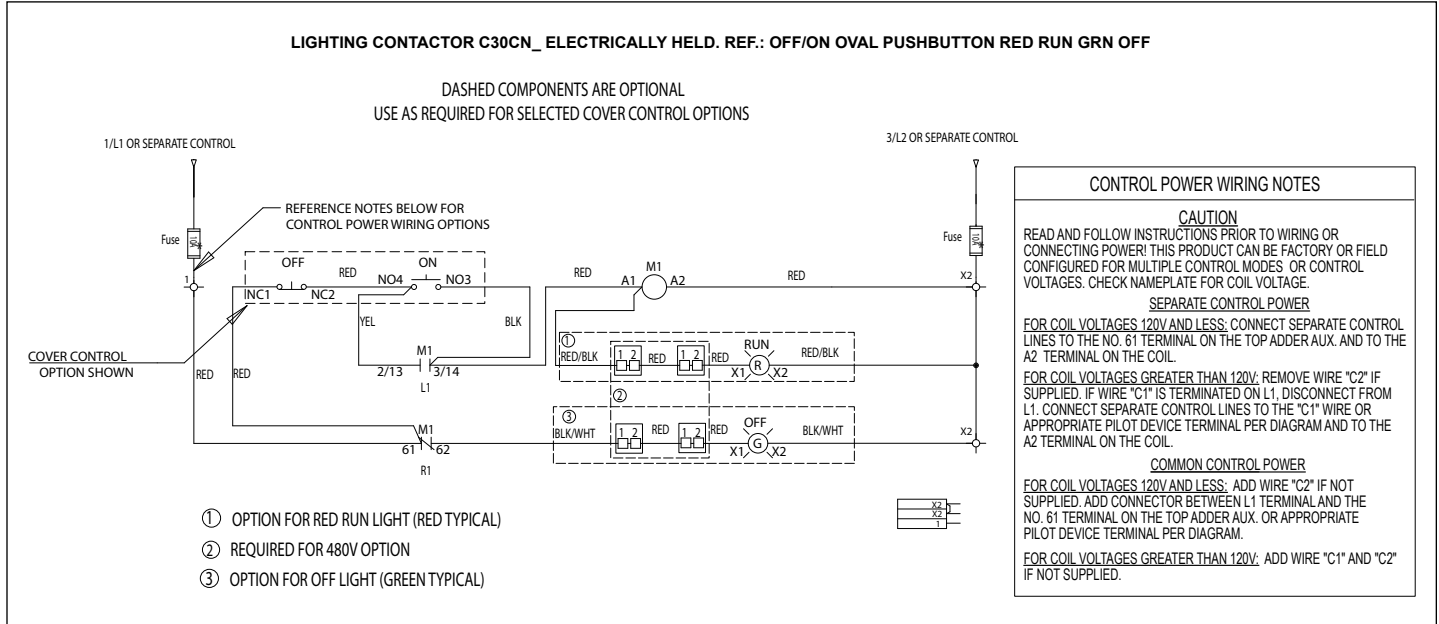 LIGHTING CONTACTOR C30CN_ ELECTRICALLY HELD. REF.: OFF/ON OVAL PUSHBUTTON RED RUN GRN OFF
DASHED COMPONENTS ARE OPTIONAL
USE AS REQUIRED FOR SELECTED COVER CONTROL OPTIONS
1/L1 OR SEPARATE CONTROL
3/L2 OR SEPARATE CONTROL
REFERENCE NOTES BELOW FOR
CONTROL POWER WIRING OPTIONS
Fuse
Fuse
OFF
RED
ON
NC1
NC2
NO4
NO3
1
RED
M1
A1
A2
RED
X2
YEL
BLK
COVER CONTROL
OPTION SHOWN
RED
RED
M1
2/13
3/14
L1
1
RED/BLK
1 2
RED
1 2
RED
RUN
X1
R
X2
RED/BLK
2
3
BLK/WHT
1 2
RED
1 2
RED
OFF
X1
G
X2
BLK/WHT
X2
M1
61
62
R1
X2
X2
1
1 OPTION FOR RED RUN LIGHT (RED TYPICAL)
2 REQUIRED FOR 480V OPTION
3 OPTION FOR OFF LIGHT (GREEN TYPICAL)
CONTROL POWER WIRING NOTES
CAUTION
READ AND FOLLOW INSTRUCTIONS PRIOR TO WIRING OR
CONNECTING POWER! THIS PRODUCT CAN BE FACTORY OR FIELD
CONFIGURED FOR MULTIPLE CONTROL MODES OR CONTROL
VOLTAGES. CHECK NAMEPLATE FOR COIL VOLTAGE.
SEPARATE CONTROL POWER
FOR COIL VOLTAGES 120V AND LESS: CONNECT SEPARATE CONTROL
LINES TO THE NO. 61 TERMINAL ON THE TOP ADDER AUX. AND TO THE
A2 TERMINAL ON THE COIL.
FOR COIL VOLTAGES GREATER THAN 120V: REMOVE WIRE "C2" IF
SUPPLIED. IF WIRE "C1" IS TERMINATED ON L1, DISCONNECT FROM
L1. CONNECT SEPARATE CONTROL LINES TO THE "C1" WIRE OR
APPROPRIATE PILOT DEVICE TERMINAL PER DIAGRAM AND TO THE
A2 TERMINAL ON THE COIL.
COMMON CONTROL POWER
FOR COIL VOLTAGES 120V AND LESS: ADD WIRE "C2" IF NOT
SUPPLIED. ADD CONNECTOR BETWEEN L1 TERMINAL AND THE
NO. 61 TERMINAL ON THE TOP ADDER AUX. OR APPROPRIATE
PILOT DEVICE TERMINAL PER DIAGRAM.
FOR COIL VOLTAGES GREATER THAN 120V: ADD WIRE "C1" AND "C2"
IF NOT SUPPLIED.